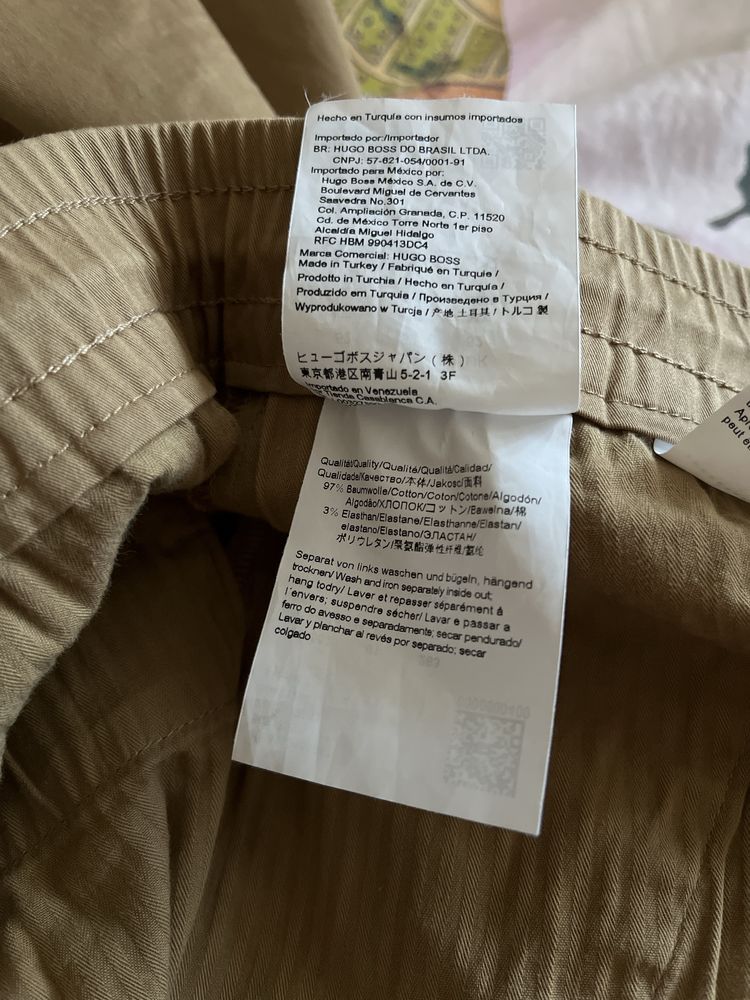 Hecho en Turquía con insumos importados
Importado por:/Importador
BR: HUGO BOSS DO BRASIL LTDA.
CNPJ: 57-621-054/0001-91
Importado para México por:
Hugo Boss México S.A. de C.V.
Boulevard Miguel de Cervantes
Saavedra No.301
Col. Ampliación Granada, C.P. 11520
Cd. de México Torre Norte 1er piso
Alcaldía Miguel Hidalgo
RFC HBM 990413DC4
Marca Comercial: HUGO BOSS
Made in Turkey / Fabriqué en Turquie /
Prodotto in Turchia / Hecho en Turquía /
Produzido em Turquia / Произведено в Турция /
Wyprodukowano w Turcja / 产地 土耳其 / トルコ 製
ヒューゴボスジャパン ( 株 )
東京都港区南青山5-2-1 3F
Importado en Venezuela
Tienda Casablanca C.A.
Qualität/Quality/Qualité/Qualità/Calidad/
Qualidade/Качество/本体/Jakosc/面料
97% Baumwolle/Cotton/Coton/Cotone/Algodón/
Algodão/ХЛОПОК/コットン/Bawelna/棉
3% Elasthan/Elastane/Elasthanne/Elastan/
elastano/Elastano/ЭЛАСТАН/
ポリウレタン/聚氨酯弹性纤维/氨纶
Separat von links waschen und bügeln, hängend
trocknen/ Wash and iron separately inside out;
hang todry/ Laver et repasser séparément à
l´envers; suspendre sécher/ Lavar e passar a
ferro do avesso e separadamente; secar pendurado/
Lavar y planchar al revés por separado; secar
colgado
peut